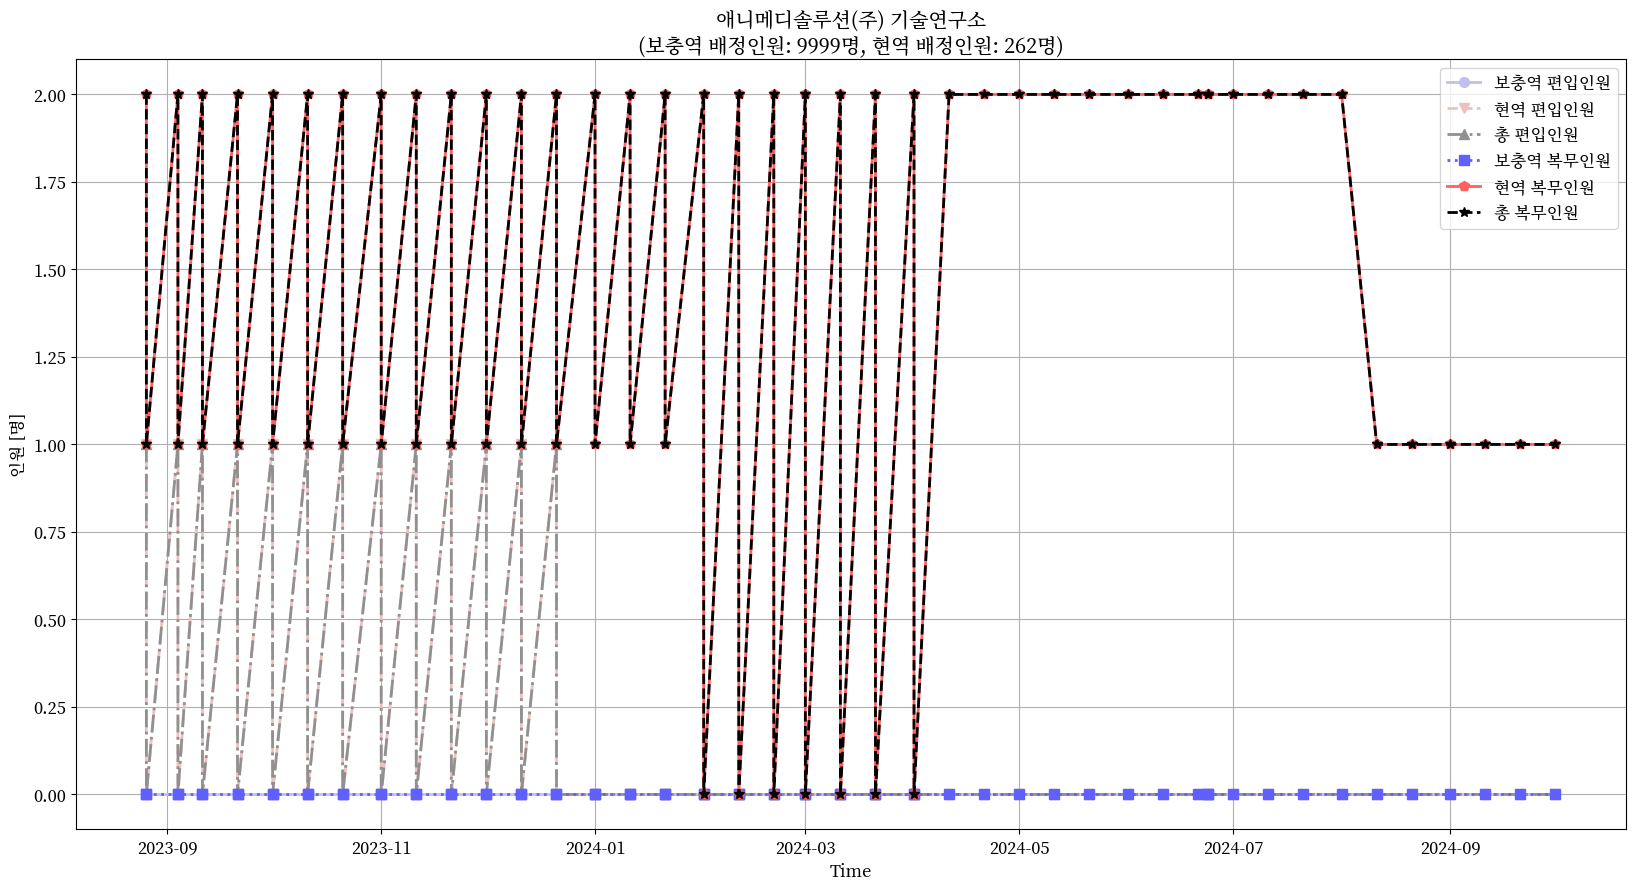 애니메디솔루션(주) 기술연구소
(보충역 배정인원: 9999명, 현역 배정인원: 262명)
보충역 편입인원
현역 편입인원
총 편입인원
보충역 복무인원
현역 복무인원
총 복무인원
인원 [명]
2.00
1.75
1.50
1.25
1.00
0.75
0.50
0.25
0.00
2023-09
2023-11
2024-01
2024-03
2024-05
2024-07
2024-09
Time